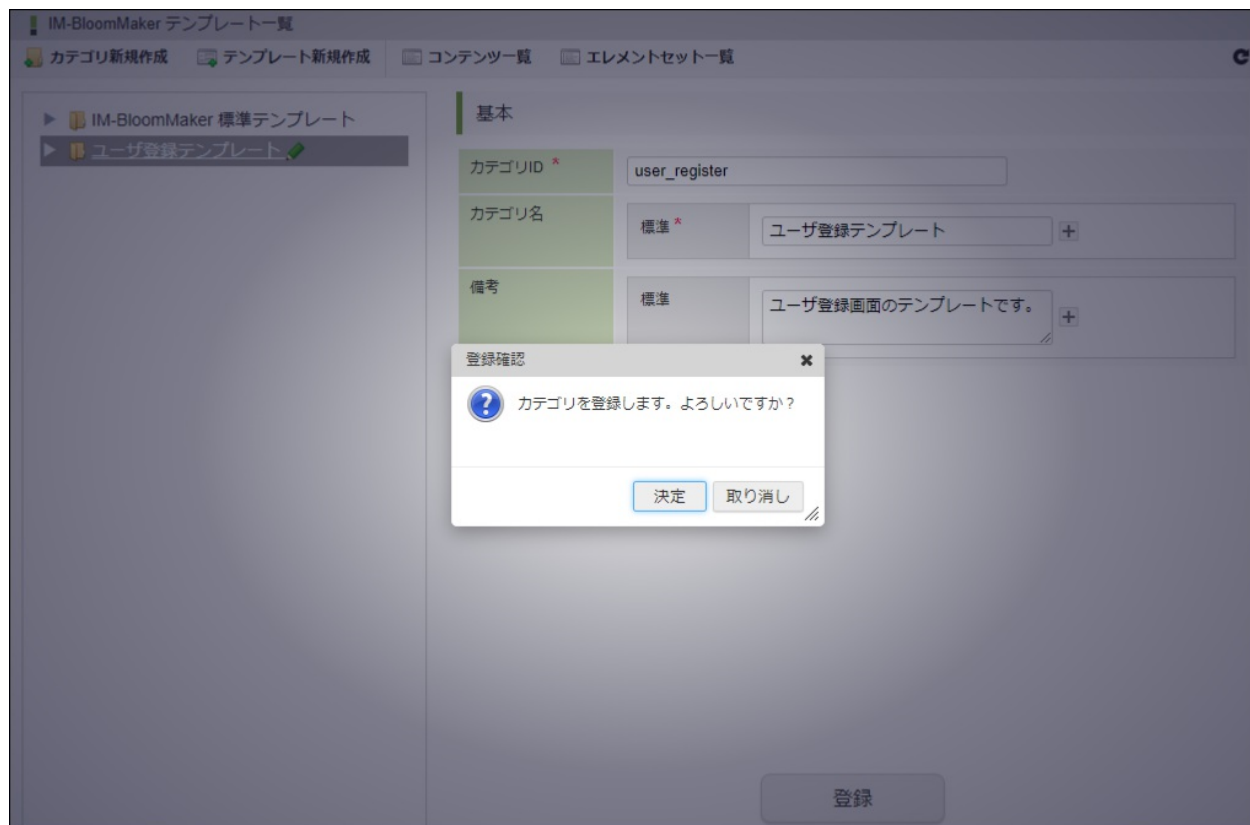 IM-BloomMaker テンプレート一覧
カテゴリ新規作成 テンプレート新規作成 コンテンツ一覧 エレメントセット一覧
IM-BloomMaker 標準テンプレート
ユーザ登録テンプレート
基本
カテゴリID * user_register
カテゴリ名 標準 * ユーザ登録テンプレート
備考 標準 ユーザ登録画面のテンプレートです。
登録確認
カテゴリを登録します。よろしいですか？
決定 取り消し
登録